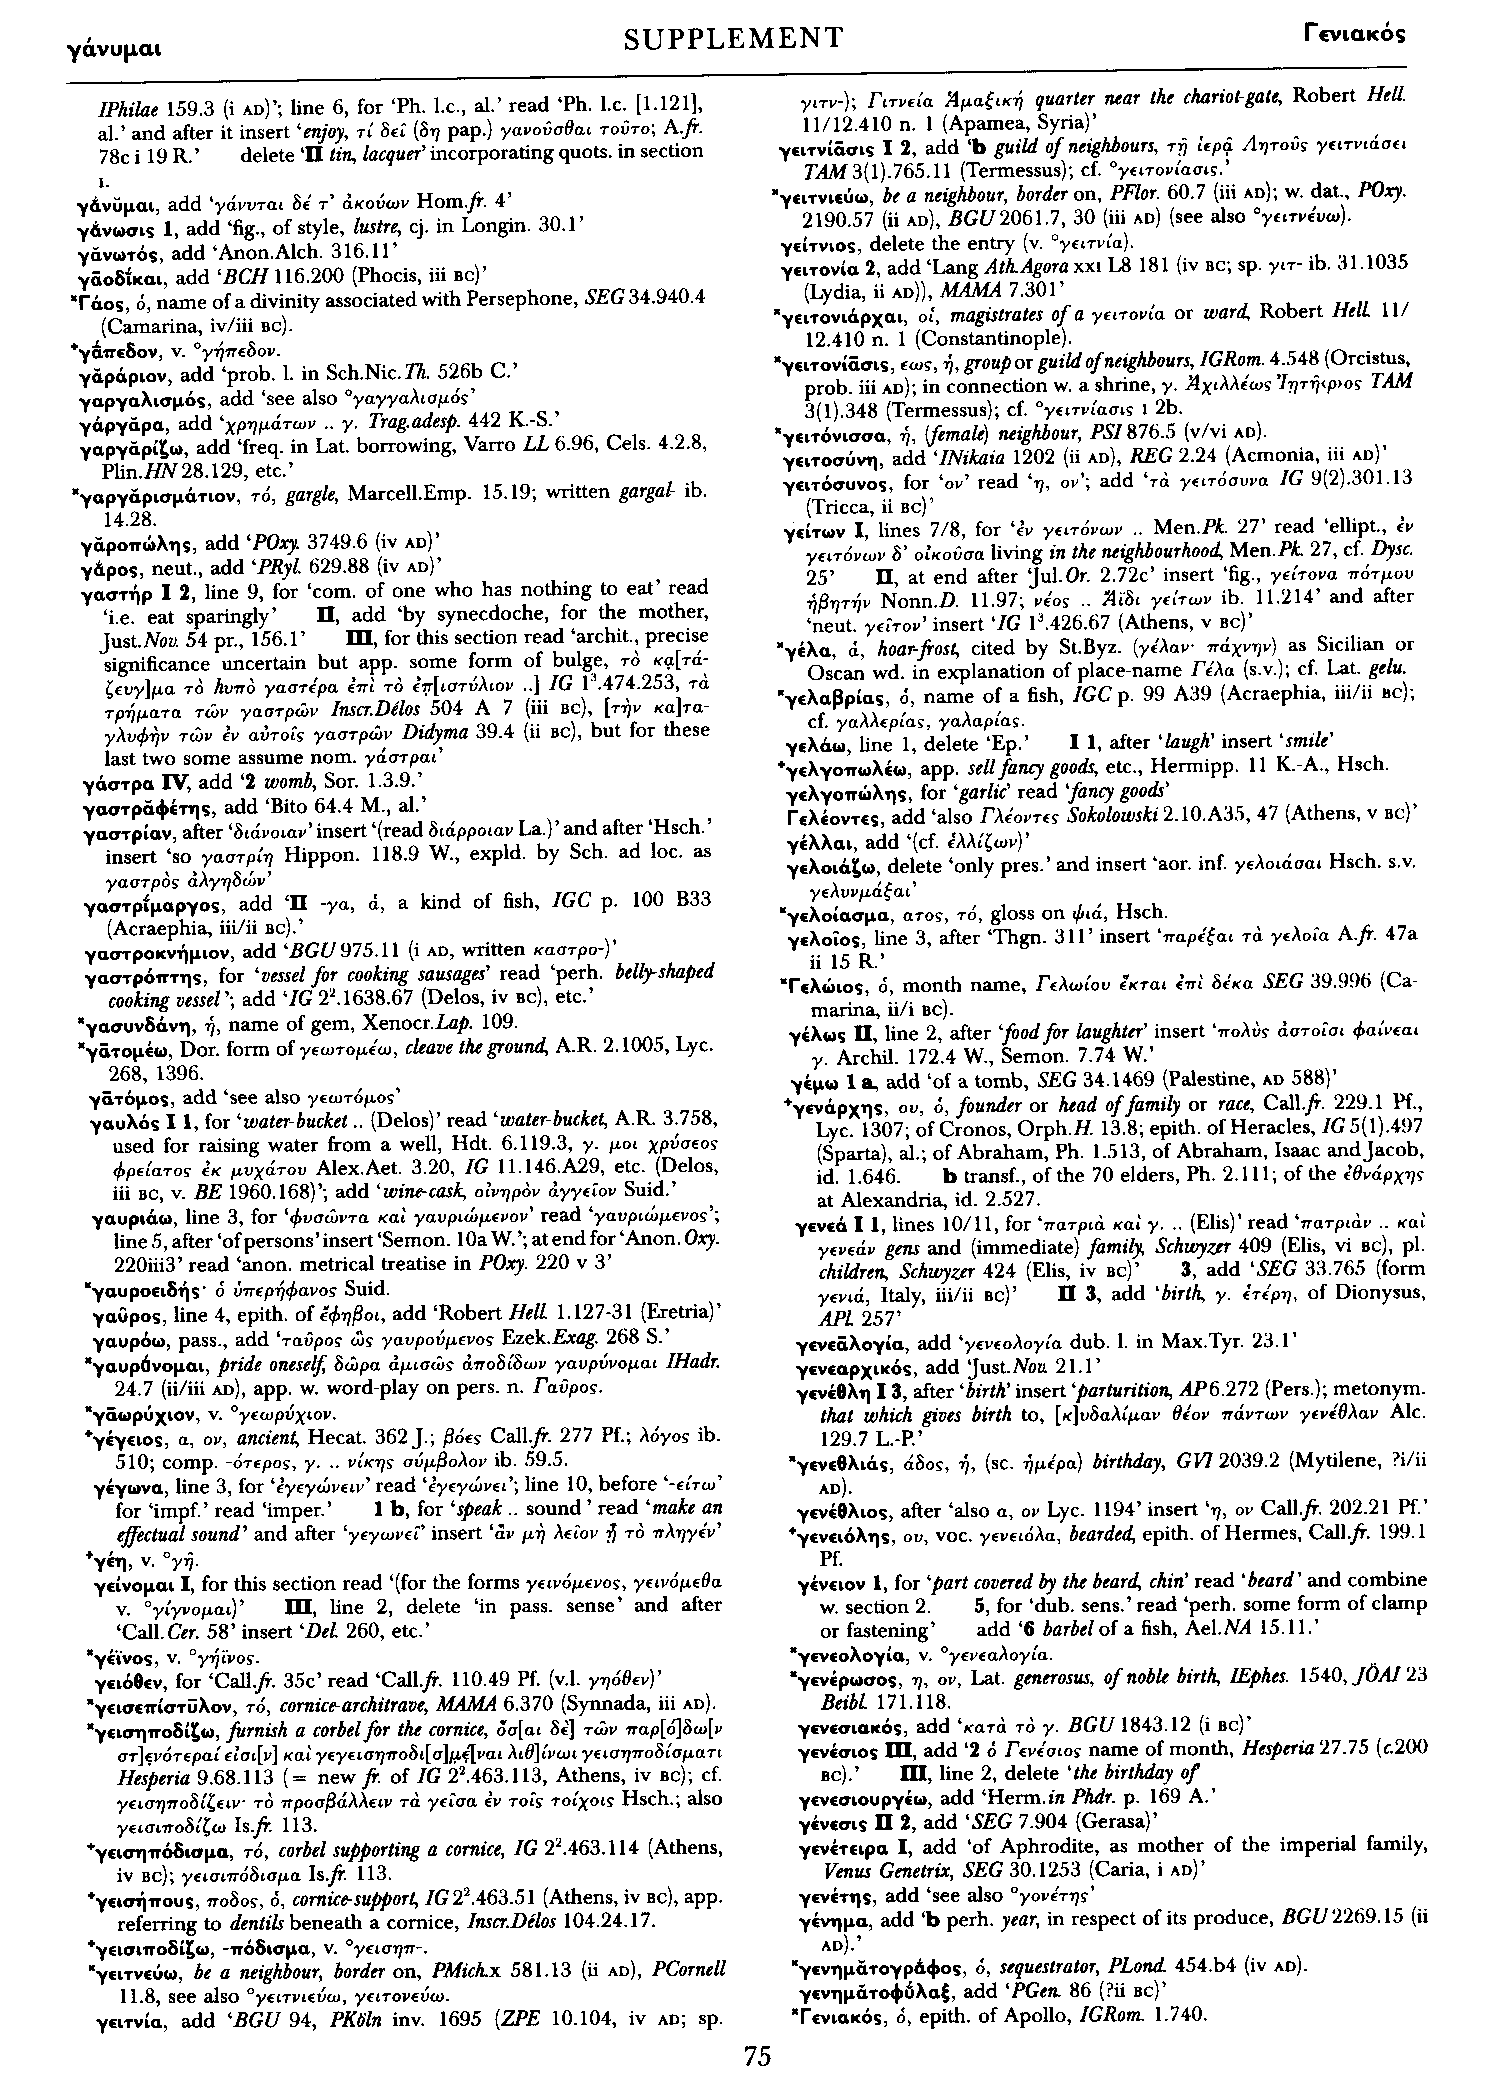 γάνυμαι
SUPPLEMENT
Γενιακός
IPhilae 159.3 (i AD)’; line 6, for ‘Ph. l.c., al.’ read ‘Ph. l.c. [1.121],
al.’ and after it insert ‘enjoy, τί δεῖ (δη pap.) γανοῦσθαι τοῦτο; A.fr.
78c i 19 R.’ delete ‘II tin, lacquer’ incorporating quots. in section
I.
γάνῠμαι, add ‘γάνυται δέ τ’ ἀκούων Hom.fr. 4’
γάνωσις 1, add ‘fig., of style, lustre, cj. in Longin. 30.1’
γᾰνωτός, add ‘Anon.Alch. 316.11’
γᾱοδῐ́και, add ‘BCH 116.200 (Phocis, iii BC)’
*Γάος, ὁ, name of a divinity associated with Persephone, SEG 34.940.4
(Camarina, iv/iii BC).
⁺γᾱ́πεδον, v. °γήπεδον.
γᾰράριον, add ‘prob. l. in Sch.Nic.Th. 526b C.’
γαργαλισμός, add ‘see also °γαγγαλισμός’
γάργᾰρα, add ‘χρημάτων .. γ. Trag.adesp. 442 K.-S.’
γαργᾰρίζω, add ‘freq. in Lat. borrowing, Varro LL 6.96, Cels. 4.2.8,
Plin.HN 28.129, etc.’
*γαργᾰρισμάτιον, τό, gargle, Marcell.Emp. 15.19; written gargal- ib.
14.28.
γᾰροπώλης, add ‘POxy. 3749.6 (iv AD)’
γάρος, neut., add ‘PRyl. 629.88 (iv AD)’
γαστήρ I 2, line 9, for ‘com. of one who has nothing to eat’ read
‘i.e. eat sparingly’ II, add ‘by synecdoche, for the mother,
Just.Nov. 54 pr., 156.1’ III, for this section read ‘archit., precise
significance uncertain but app. some form of bulge, τὸ κα̣[τά-
ζευγ]μα τὸ hυπὸ γαστέρα ἐπὶ τὸ ἐπ̣[ιστύλιον ..] IG 1³.474.253, τὰ
τρήματα τῶν γαστρῶν Inscr.Délos 504 A 7 (iii BC), [τὴν κα]τα-
γλυφὴν τῶν ἐν αὐτοῖς γαστρῶν Didyma 39.4 (ii BC), but for these
last two some assume nom. γάστραι’
γάστρα IV, add ‘2 womb, Sor. 1.3.9.’
γαστρᾰφέτης, add ‘Bito 64.4 M., al.’
γαστρίαν, after ‘διάνοιαν’ insert ‘(read διάρροιαν La.)’ and after ‘Hsch.’
insert ‘so γαστρίη Hippon. 118.9 W., expld. by Sch. ad loc. as
γαστρὸς ἀλγηδών’
γαστρῐ́μαργος, add ‘II -γα, ἁ, a kind of fish, IGC p. 100 B33
(Acraephia, iii/ii BC).’
γαστροκνήμιον, add ‘BGU 975.11 (i AD, written καστρο-)’
γαστρόπτης, for ‘vessel for cooking sausages’ read ‘perh. belly-shaped
cooking vessel’; add ‘IG 2².1638.67 (Delos, iv BC), etc.’
*γασυνδάνη, ἡ, name of gem, Xenocr.Lap. 109.
*γᾱτομέω, Dor. form of γεωτομέω, cleave the ground, A.R. 2.1005, Lyc.
268, 1396.
γᾱτόμος, add ‘see also γεωτόμος’
γαυλός I 1, for ‘water-bucket .. (Delos)’ read ‘water-bucket, A.R. 3.758,
used for raising water from a well, Hdt. 6.119.3, γ. μοι χρύσεος
φρείατος ἐκ μυχάτου Alex.Aet. 3.20, IG 11.146.A29, etc. (Delos,
iii BC, v. BE 1960.168)’; add ‘wine-cask, οἰνηρὸν ἀγγεῖον Suid.’
γαυριάω, line 3, for ‘φυσῶντα καὶ γαυριώμενον’ read ‘γαυριώμενος’;
line 5, after ‘of persons’ insert ‘Semon. 10a W.’; at end for ‘Anon.Oxy.
220iii3’ read ‘anon. metrical treatise in POxy. 220 v 3’
*γαυροειδής· ὁ ὑπερήφανος Suid.
γαῦρος, line 4, epith. of ἔφηβοι, add ‘Robert Hell. 1.127-31 (Eretria)’
γαυρόω, pass., add ‘ταῦρος ὣς γαυρούμενος Ezek.Exag. 268 S.’
*γαυρύνομαι, pride oneself, δῶρα ἀμισῶς ἀποδίδων γαυρύνομαι IHadr.
24.7 (ii/iii AD), app. w. word-play on pers. n. Γαῦρος.
*γᾱωρύχιον, v. °γεωρύχιον.
⁺γέγειος, α, ον, ancient, Hecat. 362 J.; βόες Call.fr. 277 Pf.; λόγος ib.
510; comp. -ότερος, γ. .. νίκης σύμβολον ib. 59.5.
γέγωνα, line 3, for ‘ἐγεγώνειν’ read ‘ἐγεγώνει’; line 10, before ‘-είτω’
for ‘impf.’ read ‘imper.’ 1 b, for ‘speak .. sound’ read ‘make an
effectual sound’ and after ‘γεγωνεῖ’ insert ‘ἂν μὴ λεῖον ᾖ τὸ πληγέν’
⁺γέη, v. °γῆ.
γείνομαι I, for this section read ‘(for the forms γεινόμενος, γεινόμεθα
v. °γίγνομαι)’ III, line 2, delete ‘in pass. sense’ and after
‘Call.Cer. 58’ insert ‘Del. 260, etc.’
*γέϊνος, v. °γήϊνος.
γειόθεν, for ‘Call.fr. 35c’ read ‘Call.fr. 110.49 Pf. (v.l. γηόθεν)’
*γεισεπίστῡλον, τό, cornice-architrave, MAMA 6.370 (Synnada, iii AD).
*γεισηποδίζω, furnish a corbel for the cornice, ὅσ[αι δὲ] τῶν παρ[ό]δω[ν
στ]ε̣νότεραί εἰσι[ν] καὶ γεγεισηποδι[σ]μέ̣[ναι λιθ]ίνωι γεισηποδίσματι
Hesperia 9.68.113 (= new fr. of IG 2².463.113, Athens, iv BC); cf.
γεισηποδίζειν· τὸ προσβάλλειν τὰ γεῖσα ἐν τοῖς τοίχοις Hsch.; also
γεισιποδίζω Is.fr. 113.
⁺γεισηπόδισμα, τό, corbel supporting a cornice, IG 2².463.114 (Athens,
iv BC); γεισιπόδισμα Is.fr. 113.
⁺γεισήπους, ποδος, ὁ, cornice-support, IG 2².463.51 (Athens, iv BC), app.
referring to dentils beneath a cornice, Inscr.Délos 104.24.17.
⁺γεισιποδίζω, -πόδισμα, v. °γεισηπ-.
*γειτνεύω, be a neighbour, border on, PMich.x 581.13 (ii AD), PCornell
11.8, see also °γειτνιεύω, γειτονεύω.
γειτνία, add ‘BGU 94, PKöln inv. 1695 (ZPE 10.104, iv AD; sp.
γιτν-); Γιτνεία Ἁμαξικὴ quarter near the chariot-gate, Robert Hell.
11/12.410 n. 1 (Apamea, Syria)’
γειτνίᾱσις I 2, add ‘b guild of neighbours, τῇ ἱερᾷ Λητοῦς γειτνιάσει
TAM 3(1).765.11 (Termessus); cf. °γειτονίασις.’
*γειτνιεύω, be a neighbour, border on, PFlor. 60.7 (iii AD); w. dat., POxy.
2190.57 (ii AD), BGU 2061.7, 30 (iii AD) (see also °γειτνεύω).
γείτνιος, delete the entry (v. °γειτνία).
γειτονία 2, add ‘Lang Ath.Agora XXI L8 181 (iv BC; sp. γιτ- ib. 31.1035
(Lydia, ii AD)), MAMA 7.301’
*γειτονιάρχαι, οἱ, magistrates of a γειτονία or ward, Robert Hell. 11/
12.410 n. 1 (Constantinople).
*γειτονίᾱσις, εως, ἡ, group or guild of neighbours, IGRom. 4.548 (Orcistus,
prob. iii AD); in connection w. a shrine, γ. Ἀχιλλέως Ἰητῆ‹ρ›ος TAM
3(1).348 (Termessus); cf. °γειτνίασις I 2b.
*γειτόνισσα, ἡ, (female) neighbour, PSI 876.5 (v/vi AD).
γειτοσύνη, add ‘INikaia 1202 (ii AD), REG 2.24 (Acmonia, iii AD)’
γειτόσυνος, for ‘ον’ read ‘η, ον’; add ‘τὰ γειτόσυνα IG 9(2).301.13
(Tricca, ii BC)’
γείτων I, lines 7/8, for ‘ἐν γειτόνων .. Men.Pk. 27’ read ‘ellipt., ἐν
γειτόνων δ’ οἰκοῦσα living in the neighbourhood, Men.Pk. 27, cf. Dysc.
25’ II, at end after ‘Jul.Or. 2.72c’ insert ‘fig., γείτονα πότμου
ἡβητήν Nonn.D. 11.97; νέος .. Ἄϊδι γείτων ib. 11.214’ and after
‘neut. γεῖτον’ insert ‘IG 1³.426.67 (Athens, v BC)’
*γέλα, ἁ, hoar-frost, cited by St.Byz. (γέλαν· πάχνην) as Sicilian or
Oscan wd. in explanation of place-name Γέλα (s.v.); cf. Lat. gelu.
*γελαβρίας, ὁ, name of a fish, IGC p. 99 A39 (Acraephia, iii/ii BC);
cf. γαλλερίας, γαλαρίας.
γελάω, line 1, delete ‘Ep.’ I 1, after ‘laugh’ insert ‘smile’
⁺γελγοπωλέω, app. sell fancy goods, etc., Hermipp. 11 K.-A., Hsch.
γελγοπώλης, for ‘garlic’ read ‘fancy goods’
Γελέοντες, add ‘also Γλέοντες Sokolowski 2.10.A35, 47 (Athens, v BC)’
γέλλαι, add ‘(cf. ἐλλίζων)’
γελοιάζω, delete ‘only pres.’ and insert ‘aor. inf. γελοιάσαι Hsch. s.v.
γελυνμάξαι’
*γελοίασμα, ατος, τό, gloss on ψιά, Hsch.
γελοῖος, line 3, after ‘Thgn. 311’ insert ‘παρέξαι τὰ γελοῖα A.fr. 47a
ii 15 R.’
*Γελώιος, ὁ, month name, Γελωίου ἕκται ἐπὶ δέκα SEG 39.996 (Ca-
marina, ii/i BC).
γέλως II, line 2, after ‘food for laughter’ insert ‘πολὺς ἀστοῖσι φαίνεαι
γ. Archil. 172.4 W., Semon. 7.74 W.’
γέμω 1 a, add ‘of a tomb, SEG 34.1469 (Palestine, AD 588)’
⁺γενάρχης, ου, ὁ, founder or head of family or race, Call.fr. 229.1 Pf.,
Lyc. 1307; of Cronos, Orph.H. 13.8; epith. of Heracles, IG 5(1).497
(Sparta), al.; of Abraham, Ph. 1.513, of Abraham, Isaac and Jacob,
id. 1.646. b transf., of the 70 elders, Ph. 2.111; of the ἐθνάρχης
at Alexandria, id. 2.527.
γενεά I 1, lines 10/11, for ‘πατριὰ καὶ γ. .. (Elis)’ read ‘πατριὰν .. καὶ
γενεάν gens and (immediate) family, Schwyzer 409 (Elis, vi BC), pl.
children, Schwyzer 424 (Elis, iv BC)’ 3, add ‘SEG 33.765 (form
γενιά, Italy, iii/ii BC)’ II 3, add ‘birth, γ. ἑτέρη, of Dionysus,
APl. 257’
γενεᾱλογία, add ‘γενεολογία dub. l. in Max.Tyr. 23.1’
γενεαρχικός, add ‘Just.Nov. 21.1’
γενέθλη I 3, after ‘birth’ insert ‘parturition, AP 6.272 (Pers.); metonym.
that which gives birth to, [κ]υδαλίμαν θέον πάντων γενέθλαν Alc.
129.7 L.-P.’
*γενεθλιάς, άδος, ἡ, (sc. ἡμέρα) birthday, GVI 2039.2 (Mytilene, ?i/ii
AD).
γενέθλιος, after ‘also α, ον Lyc. 1194’ insert ‘η, ον Call.fr. 202.21 Pf.’
⁺γενειόλης, ου, voc. γενειόλα, bearded, epith. of Hermes, Call.fr. 199.1
Pf.
γένειον 1, for ‘part covered by the beard, chin’ read ‘beard’ and combine
w. section 2. 5, for ‘dub. sens.’ read ‘perh. some form of clamp
or fastening’ add ‘6 barbel of a fish, Ael.NA 15.11.’
*γενεολογία, v. °γενεαλογία.
*γενέρωσος, η, ον, Lat. generosus, of noble birth, IEphes. 1540, JÖAI 23
Beibl. 171.118.
γενεσιακός, add ‘κατὰ τὸ γ. BGU 1843.12 (i BC)’
γενέσιος III, add ‘2 ὁ Γενέσιος name of month, Hesperia 27.75 (c.200
BC).’ III, line 2, delete ‘the birthday of’
γενεσιουργέω, add ‘Herm.in Phdr. p. 169 A.’
γένεσις II 2, add ‘SEG 7.904 (Gerasa)’
γενέτειρα I, add ‘of Aphrodite, as mother of the imperial family,
Venus Genetrix, SEG 30.1253 (Caria, i AD)’
γενέτης, add ‘see also °γονέτης’
γένημα, add ‘b perh. year, in respect of its produce, BGU 2269.15 (ii
AD).’
*γενημᾰτογρᾰ́φος, ὁ, sequestrator, PLond. 454.b4 (iv AD).
γενημᾰτοφῠ́λαξ, add ‘PGen. 86 (?ii BC)’
*Γενιακός, ὁ, epith. of Apollo, IGRom. 1.740.
75